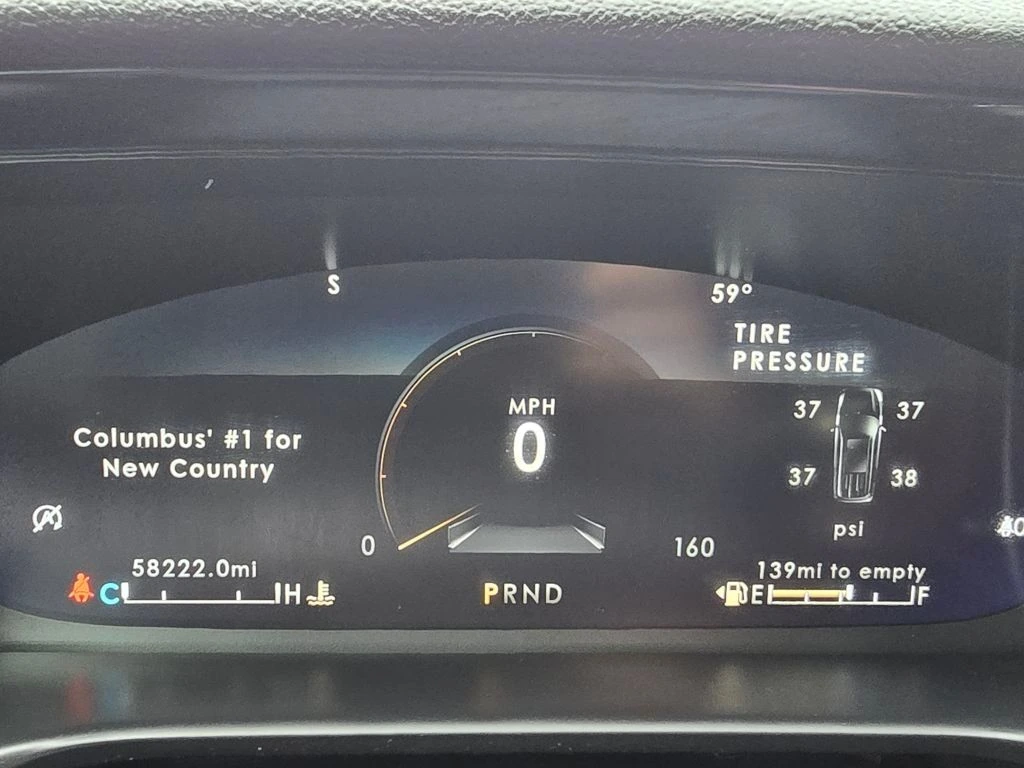 S
59°
TIRE
PRESSURE
37 37
37 38
psi
MPH
0
Columbus' #1 for
New Country
0 160
58222.0mi
C H
PRND
139mi to empty
E F